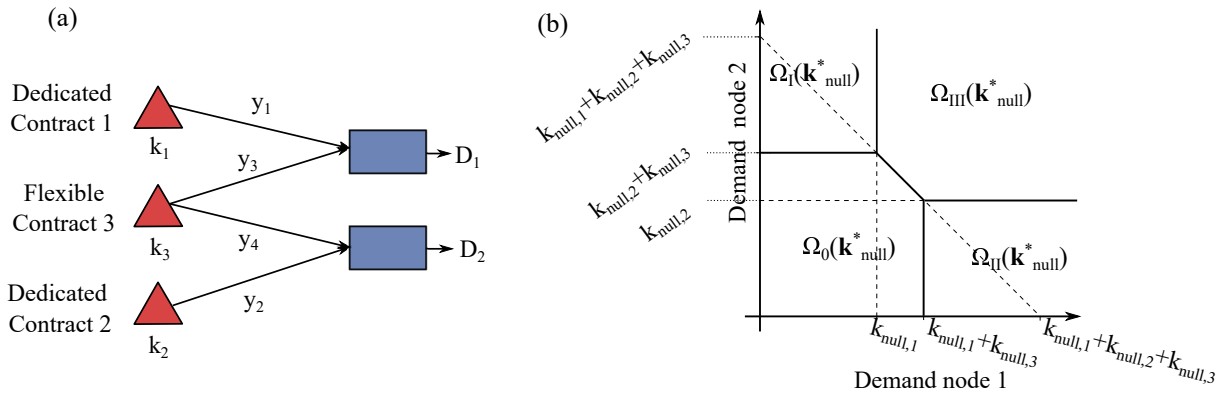 (a)
Dedicated
Contract 1
k1
y1
y3
D1
Flexible
Contract 3
k3
y4
D2
Dedicated
Contract 2
k2
y2
(b)
knull,1+knull,2+knull,3
knull,2+knull,3
knull,2
Demand node 2
ΩI(k*null)
ΩIII(k*null)
Ω0(k*null)
ΩII(k*null)
knull,1
knull,1+knull,3
knull,1+knull,2+knull,3
Demand node 1